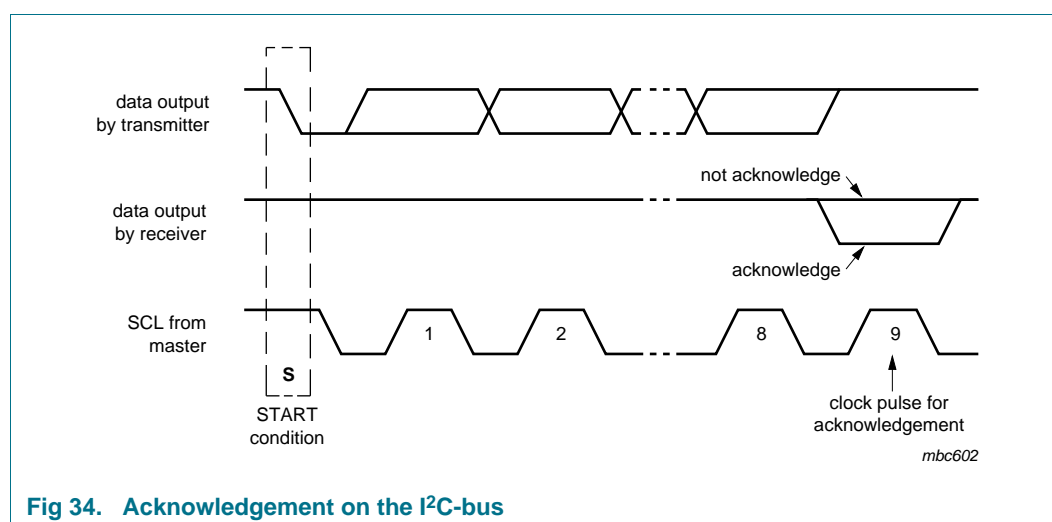 data output
by transmitter
not acknowledge
data output
by receiver
acknowledge
SCL from
master
1
2
8
9
S
START
condition
clock pulse for
acknowledgement
mbc602
Fig 34. Acknowledgement on the I²C-bus